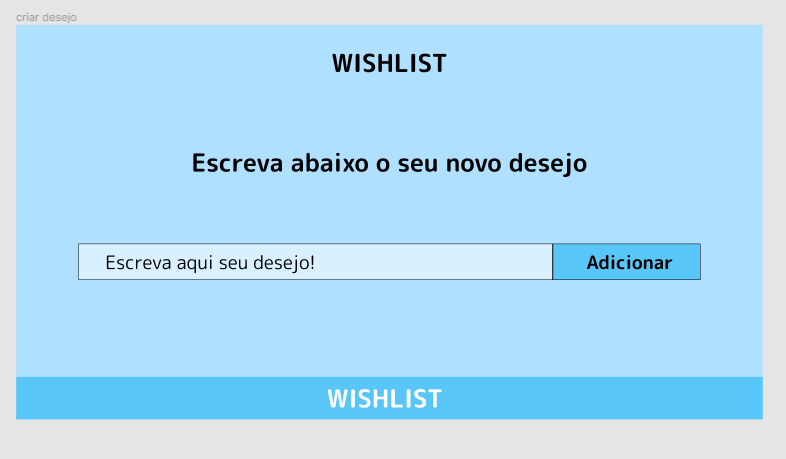 criar desejo
WISHLIST
Escreva abaixo o seu novo desejo
Escreva aqui seu desejo!
Adicionar
WISHLIST